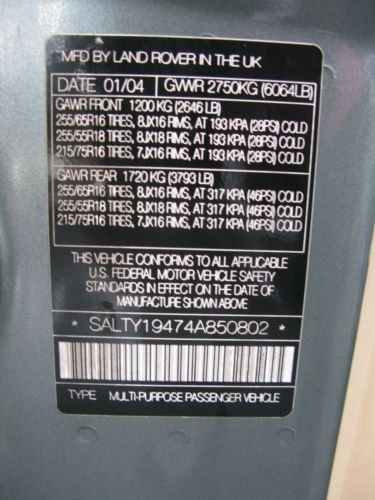 MFD BY LAND ROVER IN THE UK
DATE 01/04 GVWR 2750KG (6064LB)
GAWR FRONT 1200 KG (2646 LB)
255/65R16 TIRES, 8JX16 RIMS, AT 193 KPA (28PSI) COLD
255/55R18 TIRES, 8JX18 RIMS, AT 193 KPA (28PSI) COLD
215/75R16 TIRES, 7JX16 RIMS, AT 193 KPA (28PSI) COLD
GAWR REAR 1720 KG (3793 LB)
255/65R16 TIRES, 8JX16 RIMS, AT 317 KPA (46PSI) COLD
255/55R18 TIRES, 8JX18 RIMS, AT 317 KPA (46PSI) COLD
215/75R16 TIRES, 7JX16 RIMS, AT 317 KPA (46PSI) COLD
THIS VEHICLE CONFORMS TO ALL APPLICABLE
U.S. FEDERAL MOTOR VEHICLE SAFETY
STANDARDS IN EFFECT ON THE DATE OF
MANUFACTURE SHOWN ABOVE.
* SALTY19474A850802 *
TYPE MULTI-PURPOSE PASSENGER VEHICLE